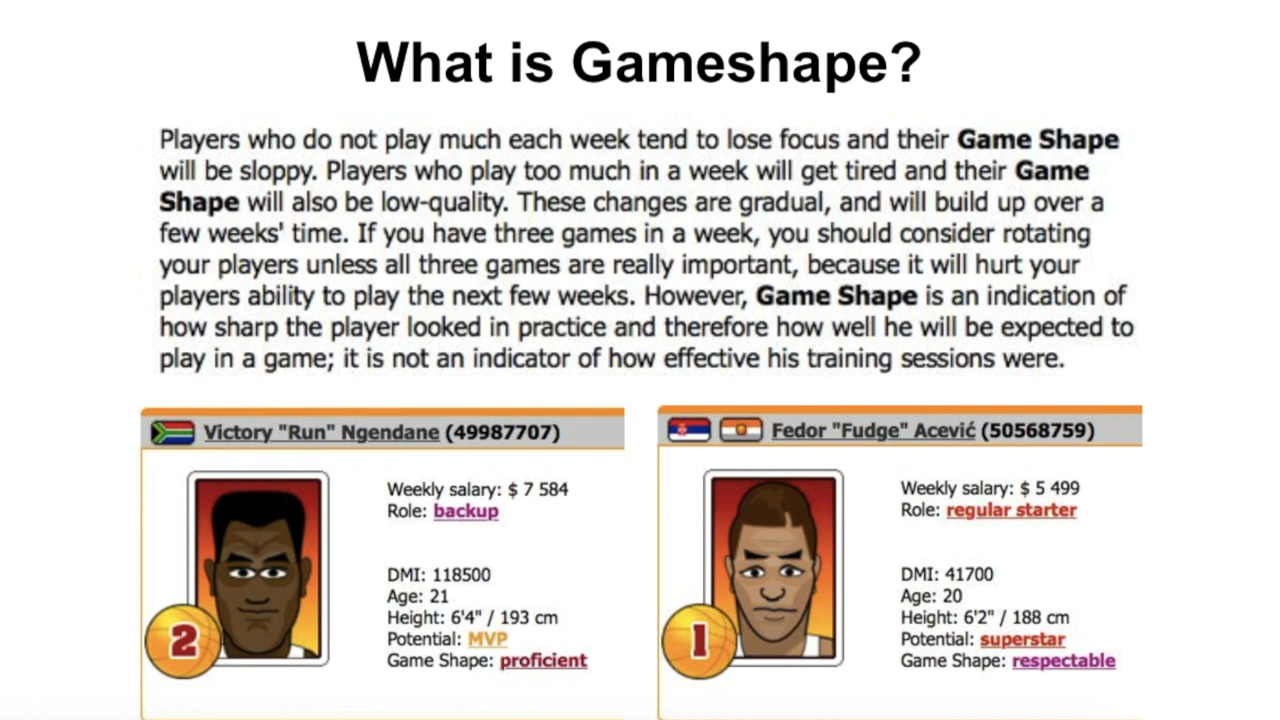 What is Gameshape?
Players who do not play much each week tend to lose focus and their Game Shape
will be sloppy. Players who play too much in a week will get tired and their Game
Shape will also be low-quality. These changes are gradual, and will build up over a
few weeks' time. If you have three games in a week, you should consider rotating
your players unless all three games are really important, because it will hurt your
players ability to play the next few weeks. However, Game Shape is an indication of
how sharp the player looked in practice and therefore how well he will be expected to
play in a game; it is not an indicator of how effective his training sessions were.
Victory "Run" Ngendane (49987707)
Weekly salary: $ 7 584
Role: backup
DMI: 118500
Age: 21
Height: 6'4" / 193 cm
Potential: MVP
Game Shape: proficient
2
Fedor "Fudge" Acević (50568759)
Weekly salary: $ 5 499
Role: regular starter
DMI: 41700
Age: 20
Height: 6'2" / 188 cm
Potential: superstar
Game Shape: respectable
1